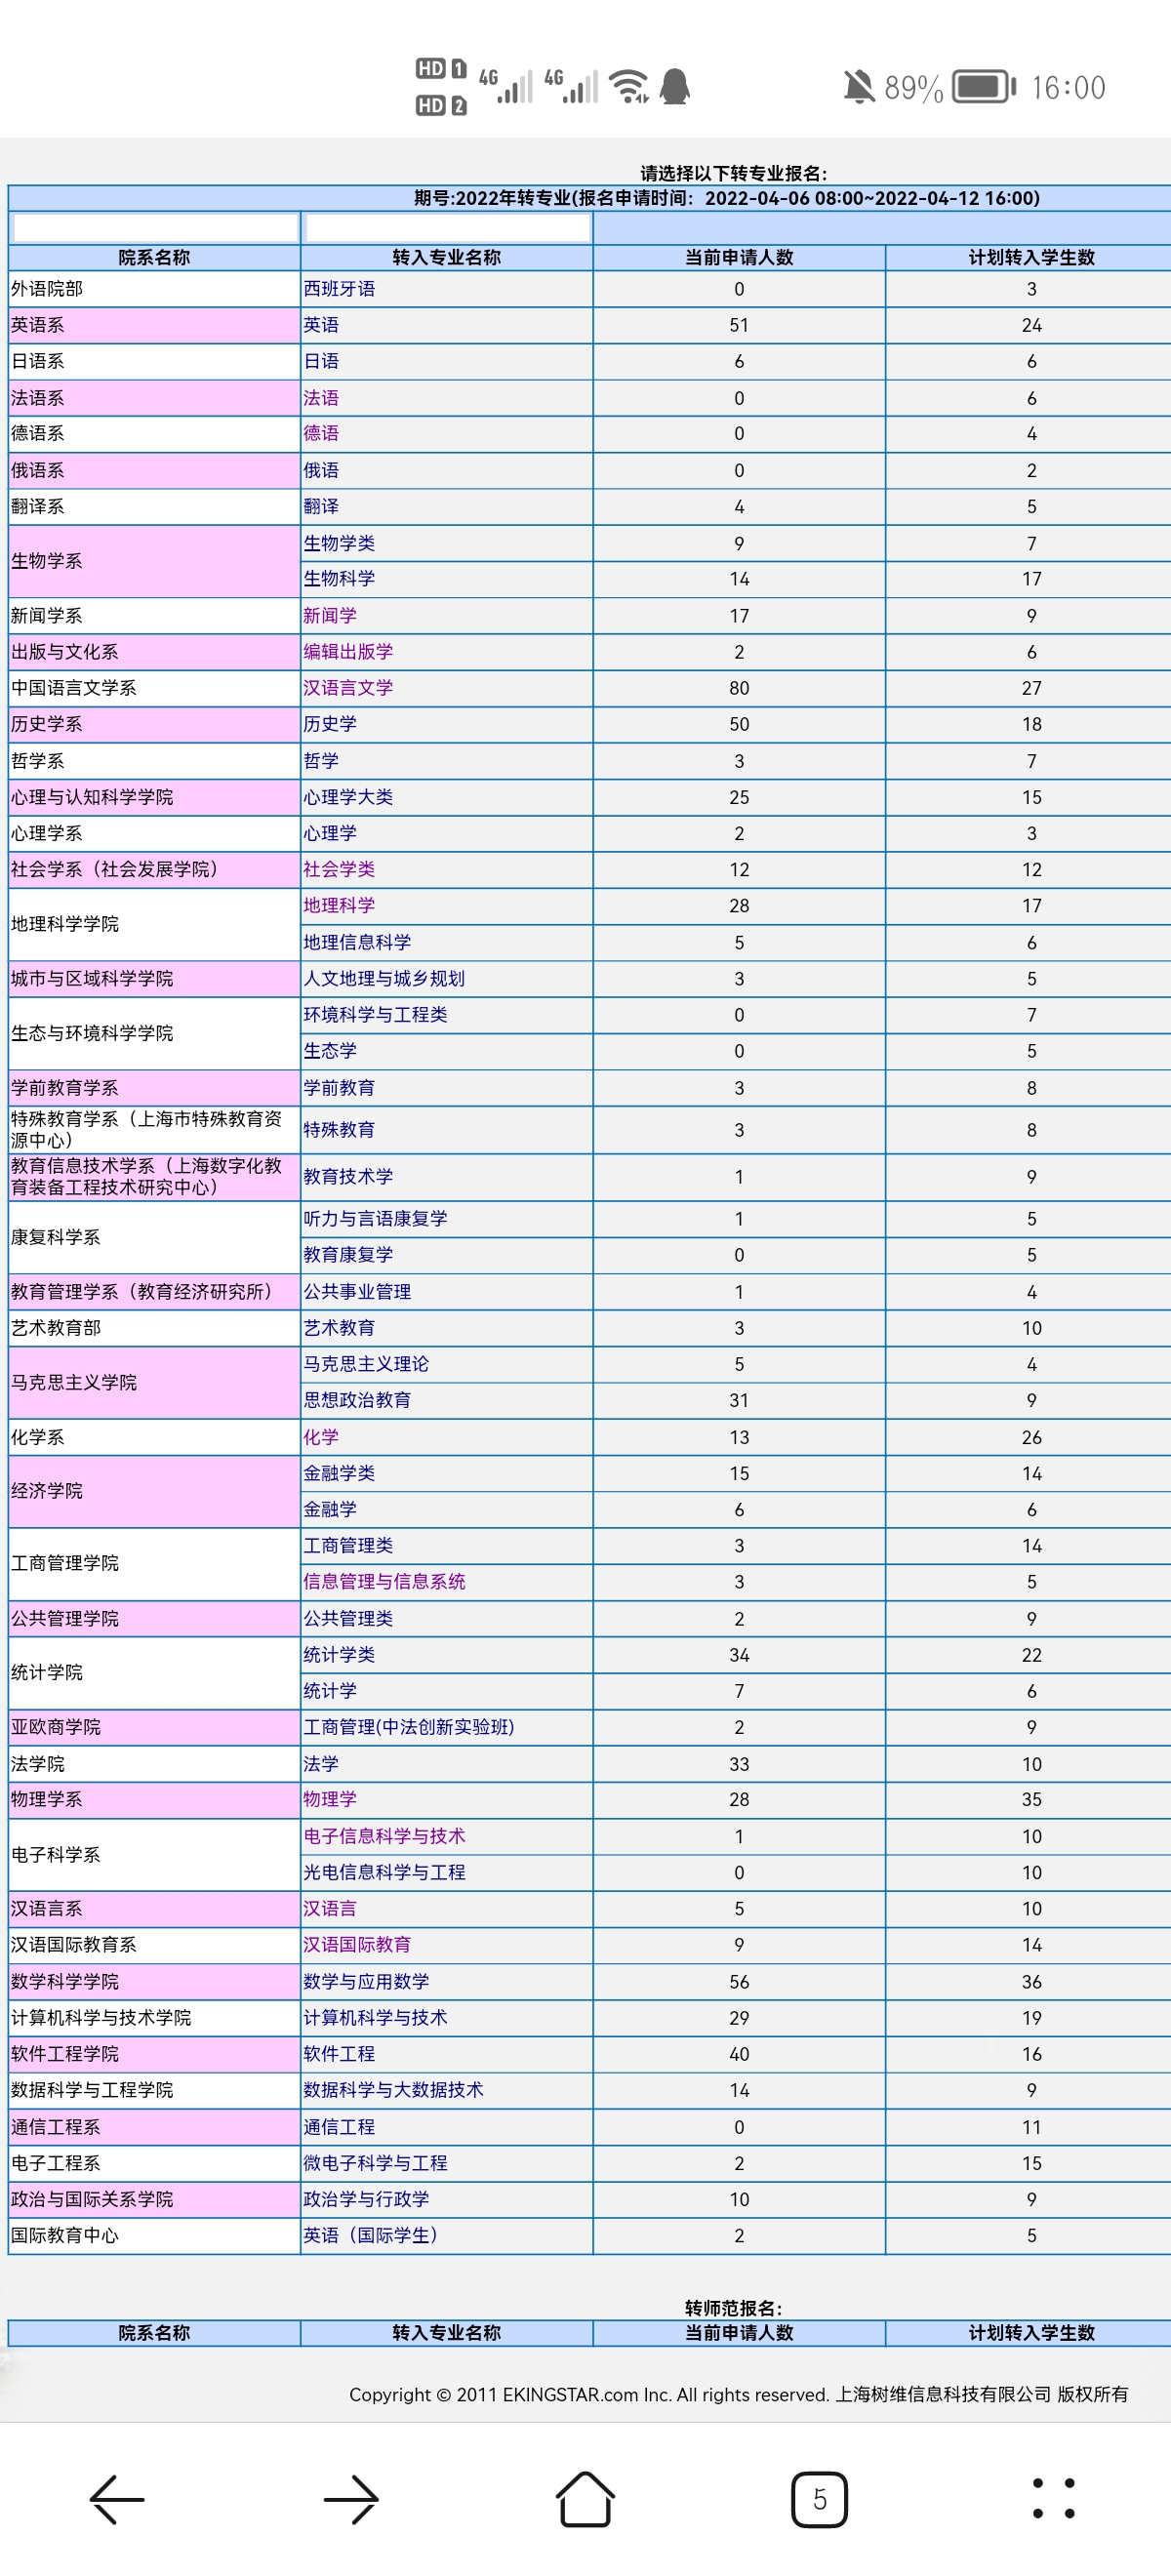 HD 1 4G 4G 89% 16:00
HD 2
请选择以下转专业报名：
期号:2022年转专业(报名申请时间：2022-04-06 08:00~2022-04-12 16:00)
院系名称 转入专业名称 当前申请人数 计划转入学生数
外语院部 西班牙语 0 3
英语系 英语 51 24
日语系 日语 6 6
法语系 法语 0 6
德语系 德语 0 4
俄语系 俄语 0 2
翻译系 翻译 4 5
生物学系 生物学类 9 7
生物科学 14 17
新闻学系 新闻学 17 9
出版与文化系 编辑出版学 2 6
中国语言文学系 汉语言文学 80 27
历史学系 历史学 50 18
哲学系 哲学 3 7
心理与认知科学学院 心理学大类 25 15
心理学系 心理学 2 3
社会学系（社会发展学院） 社会学类 12 12
地理科学学院 地理科学 28 17
地理信息科学 5 6
城市与区域科学学院 人文地理与城乡规划 3 5
生态与环境科学学院 环境科学与工程类 0 7
生态学 0 5
学前教育学系 学前教育 3 8
特殊教育学系（上海市特殊教育资
源中心） 特殊教育 3 8
教育信息技术学系（上海数字化教
育装备工程技术研究中心） 教育技术学 1 9
康复科学系 听力与言语康复学 1 5
教育康复学 0 5
教育管理学系（教育经济研究所） 公共事业管理 1 4
艺术教育部 艺术教育 3 10
马克思主义学院 马克思主义理论 5 4
思想政治教育 31 9
化学系 化学 13 26
经济学院 金融学类 15 14
金融学 6 6
工商管理学院 工商管理类 3 14
信息管理与信息系统 3 5
公共管理学院 公共管理类 2 9
统计学院 统计学类 34 22
统计学 7 6
亚欧商学院 工商管理(中法创新实验班) 2 9
法学院 法学 33 10
物理学系 物理学 28 35
电子科学系 电子信息科学与技术 1 10
光电信息科学与工程 0 10
汉语言系 汉语言 5 10
汉语国际教育系 汉语国际教育 9 14
数学科学学院 数学与应用数学 56 36
计算机科学与技术学院 计算机科学与技术 29 19
软件工程学院 软件工程 40 16
数据科学与工程学院 数据科学与大数据技术 14 9
通信工程系 通信工程 0 11
电子工程系 微电子科学与工程 2 15
政治与国际关系学院 政治学与行政学 10 9
国际教育中心 英语（国际学生） 2 5
转师范报名：
院系名称 转入专业名称 当前申请人数 计划转入学生数
Copyright © 2011 EKINGSTAR.com Inc. All rights reserved. 上海树维信息科技有限公司 版权所有
5